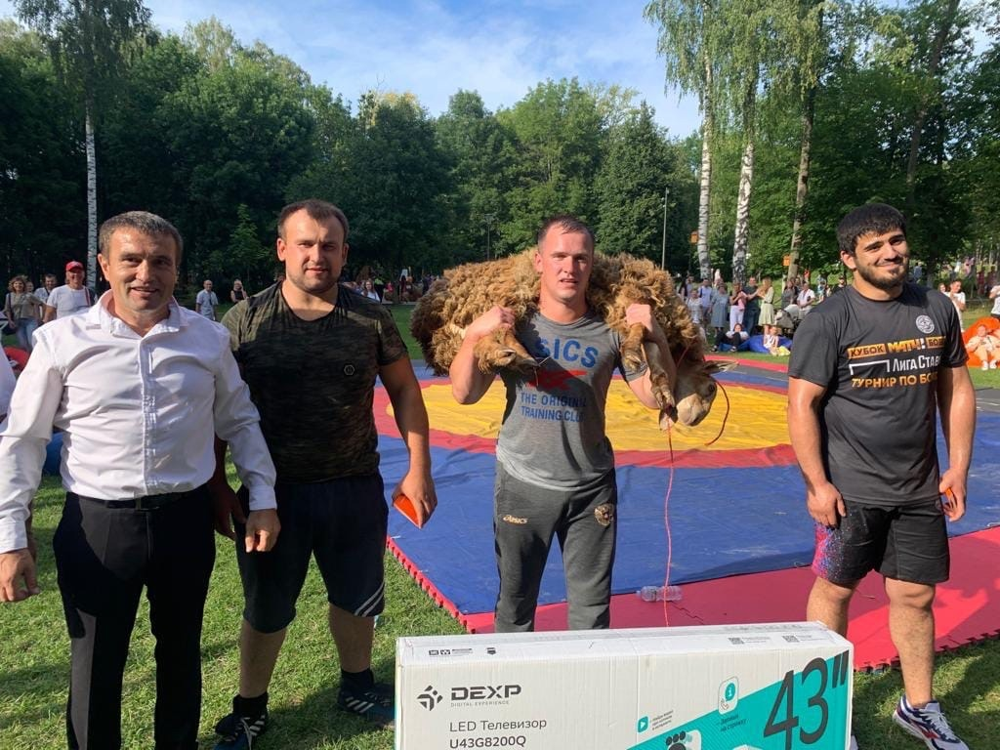 ASICS
THE ORIGINAL
TRAINING CLUB
asics
КУБОК МАТЧ! БОЕЦ
ЛИГА СТАВОК
ТУРНИР ПО
DEXP
DIGITAL EXPERIENCE
LED Телевизор
U43G8200Q
43"